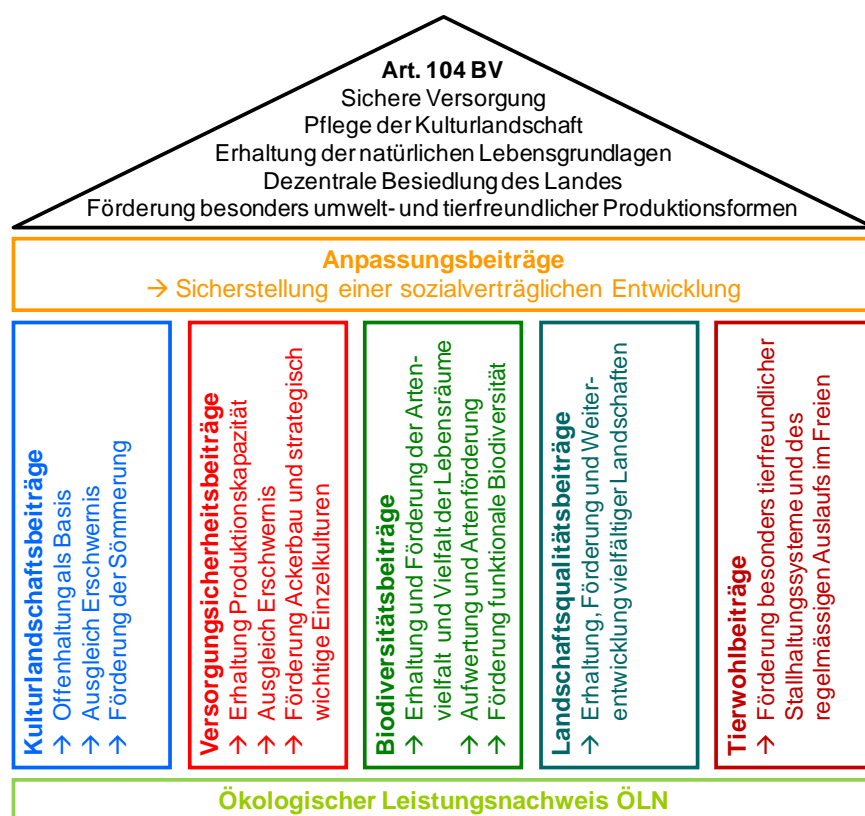 Art. 104 BV
Sichere Versorgung
Pflege der Kulturlandschaft
Erhaltung der natürlichen Lebensgrundlagen
Dezentrale Besiedlung des Landes
Förderung besonders umwelt- und tierfreundlicher Produktionsformen
Anpassungsbeiträge
→ Sicherstellung einer sozialverträglichen Entwicklung
Kulturlandschaftsbeiträge
→ Offenhaltung als Basis
→ Ausgleich Erschwernis
→ Förderung der Sömmerung
Versorgungsicherheitsbeiträge
→ Erhaltung Produktionskapazität
→ Ausgleich Erschwernis
→ Förderung Ackerbau und strategisch
wichtige Einzelkulturen
Biodiversitätsbeiträge
→ Erhaltung und Förderung der Arten-
vielfalt und Vielfalt der Lebensräume
→ Aufwertung und Artenförderung
→ Förderung funktionale Biodiversität
Landschaftsqualitätsbeiträge
→ Erhaltung, Förderung und Weiter-
entwicklung vielfältiger Landschaften
Tierwohlbeiträge
→ Förderung besonders tierfreundlicher
Stallhaltungssysteme und des
regelmässigen Auslaufs im Freien
Ökologischer Leistungsnachweis ÖLN